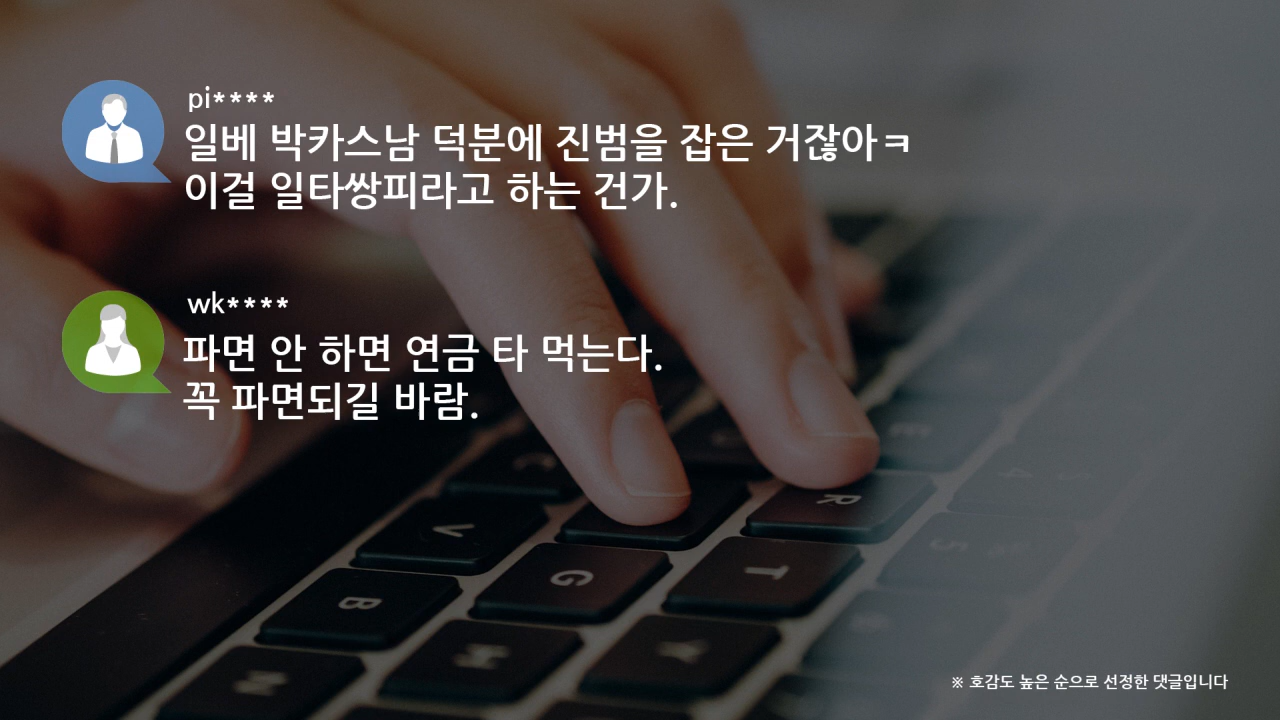 pi****
일베 박카스남 덕분에 진범을 잡은 거잖아ㅋ
이걸 일타쌍피라고 하는 건가.
wk****
파면 안 하면 연금 타 먹는다.
꼭 파면되길 바람.
C
E
R
V
4
5
G
T
B
H
Y
N
※ 호감도 높은 순으로 선정한 댓글입니다